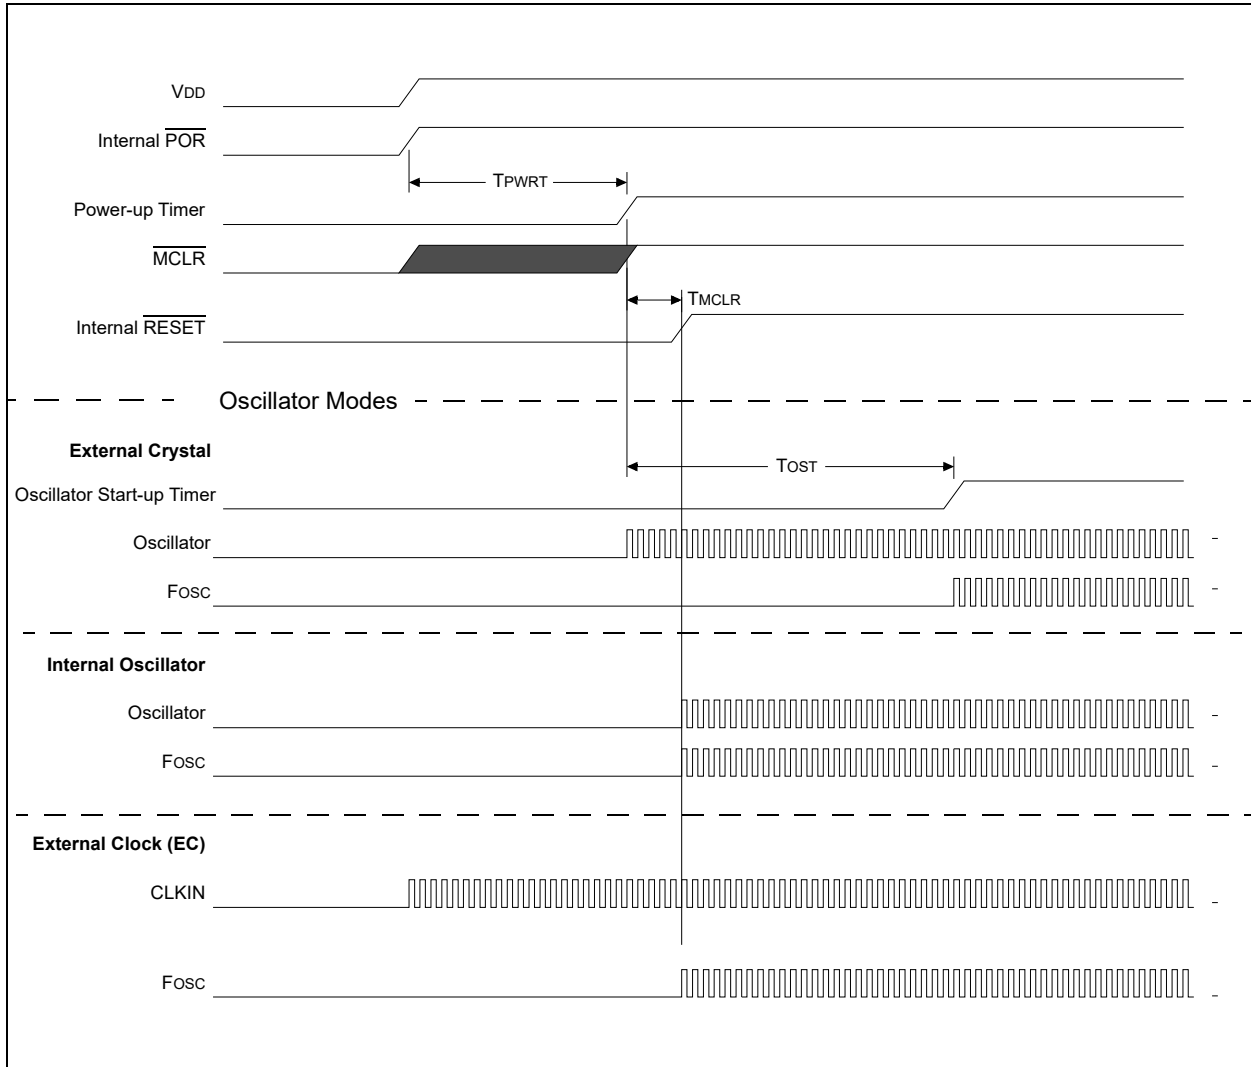 VDD
Internal POR
TPWRT
Power-up Timer
MCLR
TMCLR
Internal RESET
Oscillator Modes
External Crystal
TOST
Oscillator Start-up Timer
Oscillator
FOSC
Internal Oscillator
Oscillator
FOSC
External Clock (EC)
CLKIN
FOSC